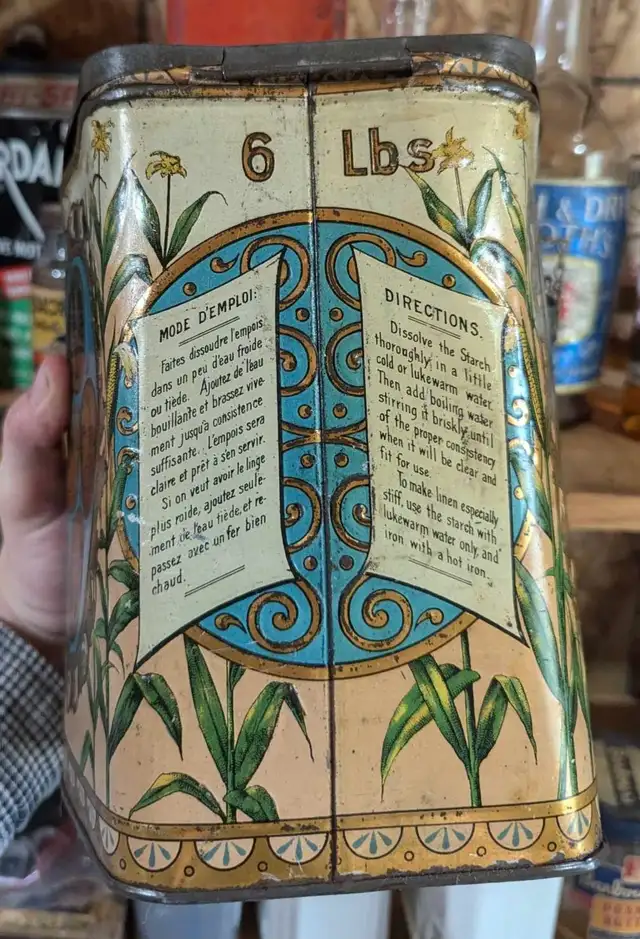 6 Lbs
MODE D'EMPLOI:
Faites dissoudre l'empois
dans un peu d'eau froide
ou tiède. Ajoutez de l'eau
bouillante et brassez vive-
ment jusqu'a consistence
suffisante. L'empois sera
claire et prêt à s'en servir.
Si on veut avoir le linge
plus roide, ajoutez seule-
ment de l'eau tiède, et re-
passez avec un fer bien
chaud.
DIRECTIONS.
Dissolve the Starch
thoroughly in a little
cold or lukewarm water.
Then add boiling water
stirring it briskly until
of the proper consistency
when it will be clear and
fit for use.
To make linen especially
stiff, use the starch with
lukewarm water only, and
iron with a hot iron.
& DR
OTH'S